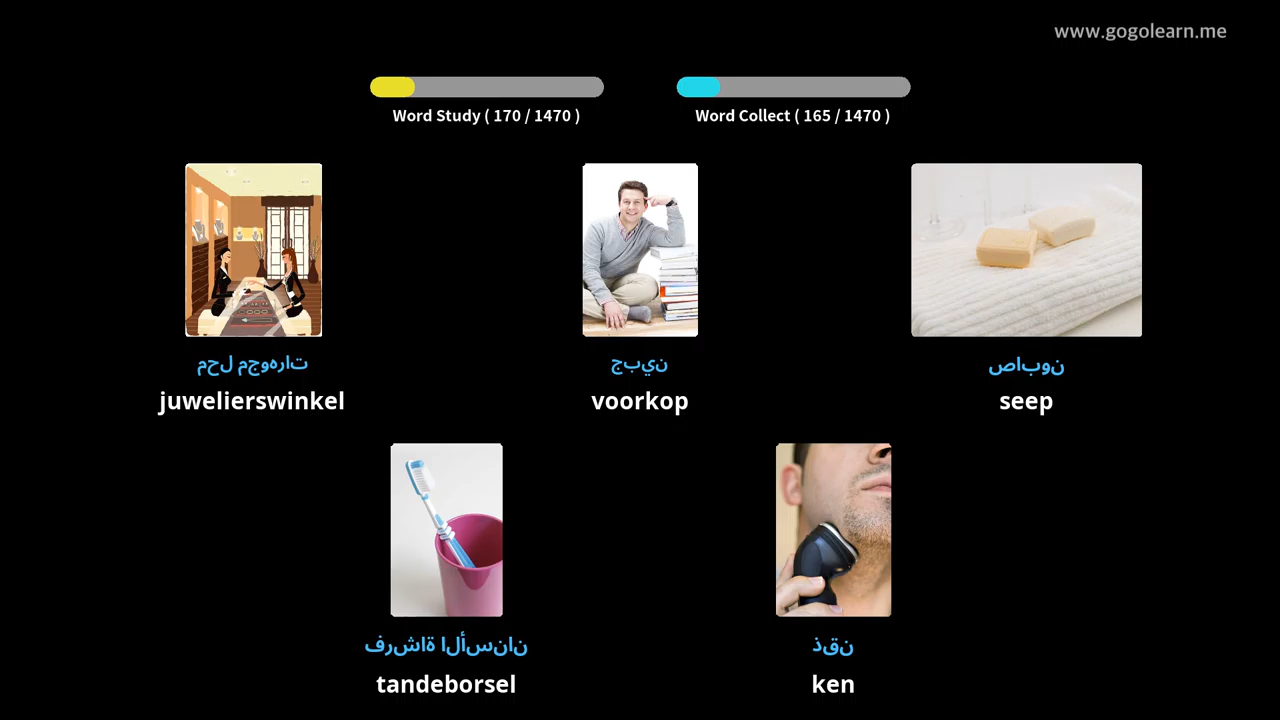 www.gogolearn.me
Word Study ( 170 / 1470 )
Word Collect ( 165 / 1470 )
محل مجوهرات
juwelierswinkel
جبين
voorkop
صابون
seep
فرشاة الأسنان
tandeborsel
ذقن
ken